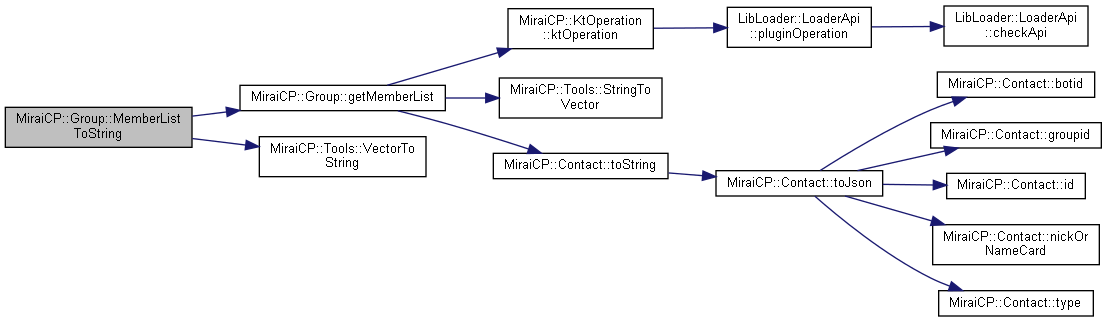 MiraiCP::Group::MemberList
ToString
MiraiCP::Group::getMemberList
MiraiCP::Tools::VectorTo
String
MiraiCP::KtOperation
::ktOperation
MiraiCP::Tools::StringTo
Vector
MiraiCP::Contact::toString
LibLoader::LoaderApi
::pluginOperation
MiraiCP::Contact::toJson
LibLoader::LoaderApi
::checkApi
MiraiCP::Contact::botid
MiraiCP::Contact::groupid
MiraiCP::Contact::id
MiraiCP::Contact::nickOr
NameCard
MiraiCP::Contact::type